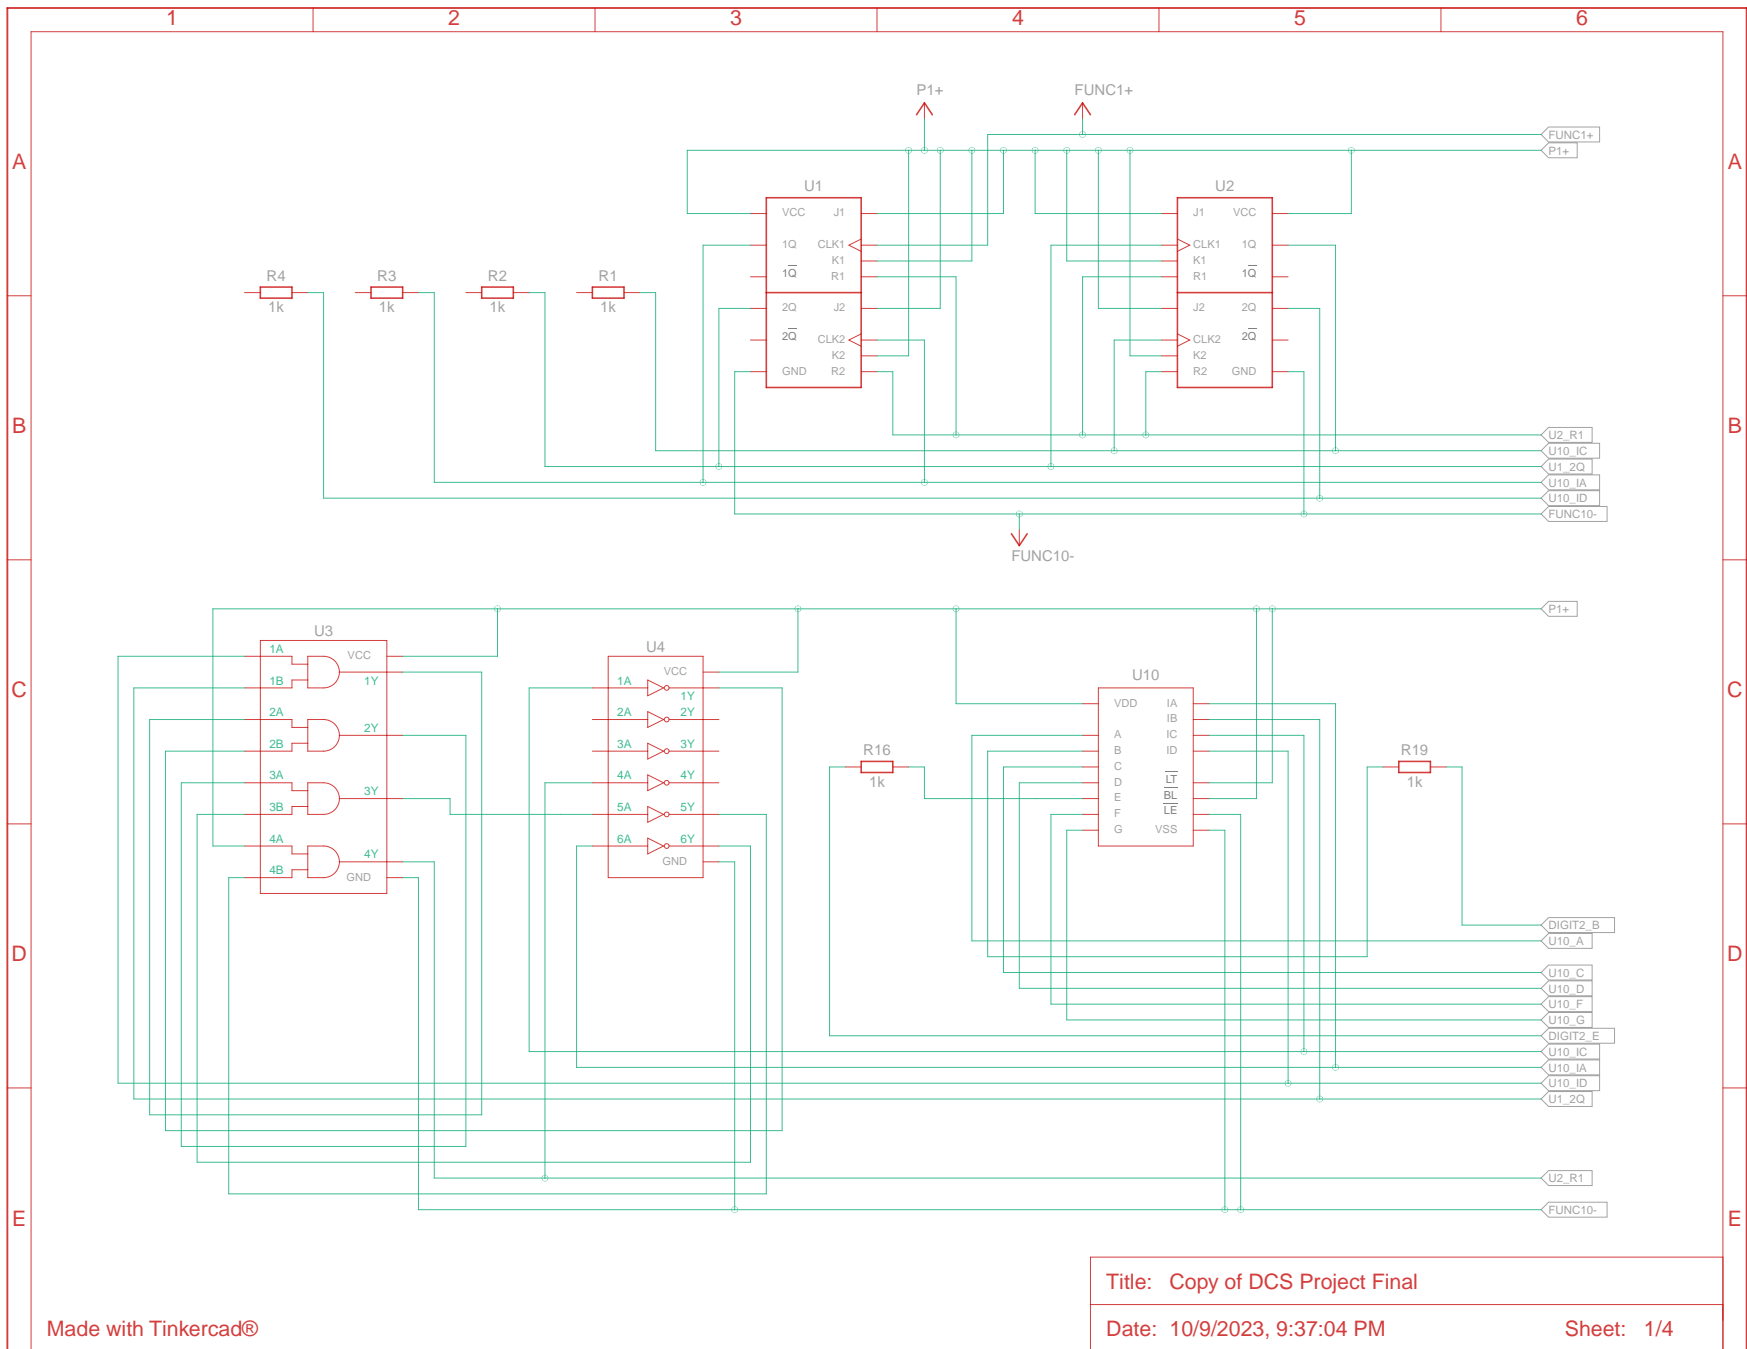 1 2 3 4 5 6
P1+ FUNC1+
FUNC1+
P1+
A A
U1 U2
VCC J1
1Q CLK1
K1
1Q R1
2Q J2
2Q CLK2
K2
GND R2
J1 VCC
CLK1 1Q
K1
R1 1Q
J2 2Q
CLK2 2Q
K2
R2 GND
R4 R3 R2 R1
1k 1k 1k 1k
B B
U2_R1
U10_IC
U1_2Q
U10_IA
U10_ID
FUNC10-
FUNC10-
P1+
C C
U3
1A VCC
1B 1Y
2A 2Y
2B
3A 3Y
3B
4A 4Y
4B GND
U4
VCC
1A 1Y
2A 2Y
3A 3Y
4A 4Y
5A 5Y
6A 6Y
GND
U10
VDD IA
IB
A IC
B ID
C
D LT
E BL
F LE
G VSS
R16 R19
1k 1k
D D
DIGIT2_B
U10_A
U10_C
U10_D
U10_F
U10_G
DIGIT2_E
U10_IC
U10_IA
U10_ID
U1_2Q
U2_R1
FUNC10-
E E
Title: Copy of DCS Project Final
Made with Tinkercad®
Date: 10/9/2023, 9:37:04 PM Sheet: 1/4